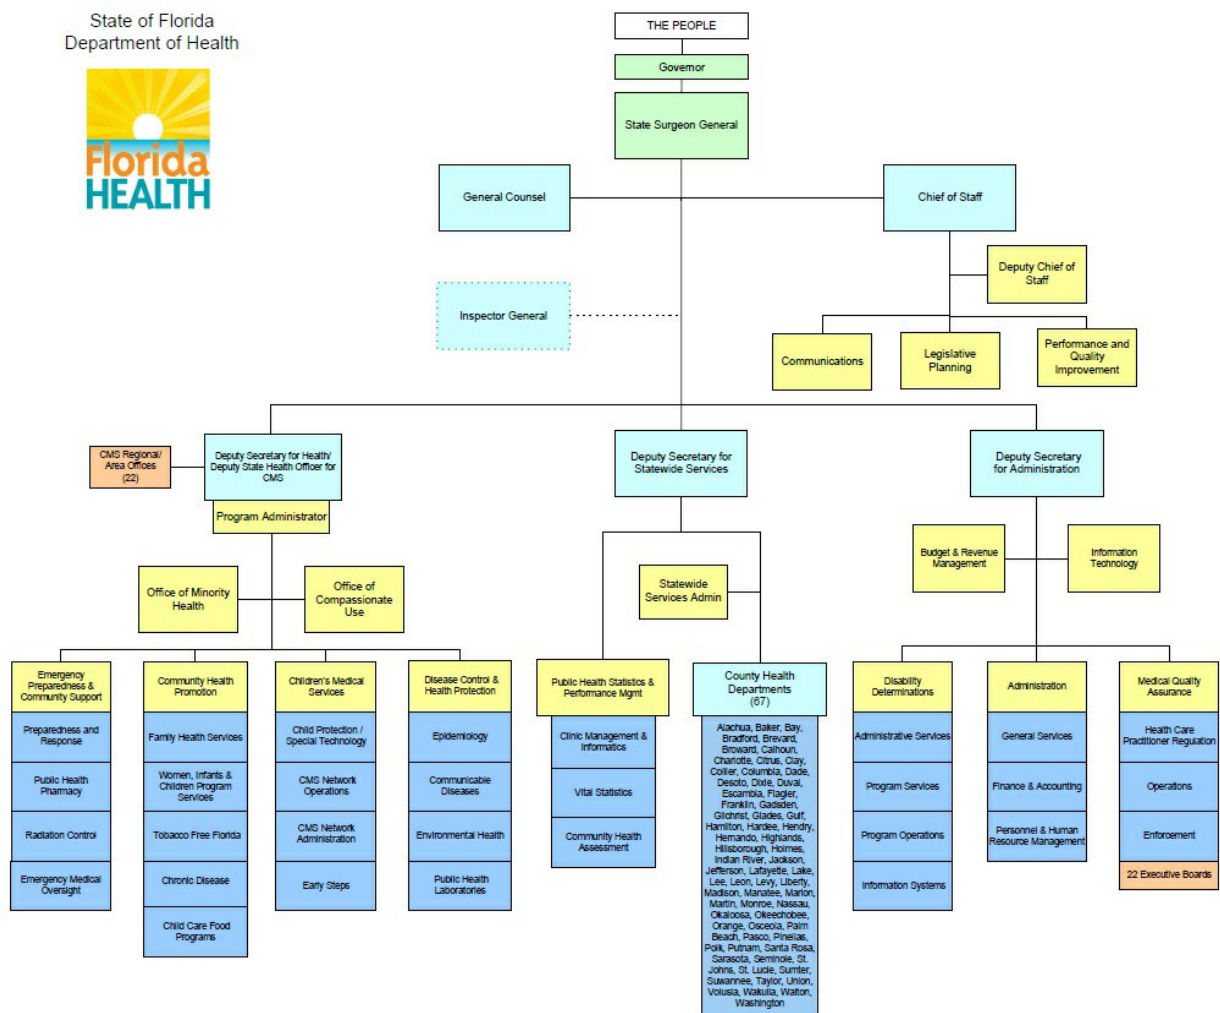 State of Florida
Department of Health
Florida
HEALTH
THE PEOPLE
Governor
State Surgeon General
General Counsel
Chief of Staff
Deputy Chief of
Staff
Inspector General
Communications
Legislative
Planning
Performance and
Quality
Improvement
CMS Regional/
Area Offices
(22)
Deputy Secretary for Health/
Deputy State Health Officer for
CMS
Program Administrator
Deputy Secretary for
Statewide Services
Deputy Secretary
for Administration
Budget & Revenue
Management
Information
Technology
Office of Minority
Health
Office of
Compassionate
Use
Statewide
Services Admin
Emergency
Preparedness &
Community Support
Preparedness and
Response
Public Health
Pharmacy
Radiation Control
Emergency Medical
Oversight
Community Health
Promotion
Family Health Services
Women, Infants &
Children Program
Services
Tobacco Free Florida
Chronic Disease
Child Care Food
Programs
Children's Medical
Services
Child Protection /
Special Technology
CMS Network
Operations
CMS Network
Administration
Early Steps
Disease Control &
Health Protection
Epidemiology
Communicable
Diseases
Environmental Health
Public Health
Laboratories
Public Health Statistics &
Performance Mgmt
Clinic Management &
Informatics
Vital Statistics
Community Health
Assessment
County Health
Departments
(67)
Alachua, Baker, Bay,
Bradford, Brevard,
Broward, Calhoun,
Charlotte, Citrus, Clay,
Collier, Columbia, Dade,
Desoto, Dixie, Duval,
Escambia, Flagler,
Franklin, Gadsden,
Gilchrist, Glades, Gulf,
Hamilton, Hardee, Hendry,
Hernando, Highlands,
Hillsborough, Holmes,
Indian River, Jackson,
Jefferson, Lafayette, Lake,
Lee, Leon, Levy, Liberty,
Madison, Manatee, Marion,
Martin, Monroe, Nassau,
Okaloosa, Okeechobee,
Orange, Osceola, Palm
Beach, Pasco, Pinellas,
Polk, Putnam, Santa Rosa,
Sarasota, Seminole, St.
Johns, St. Lucie, Sumter,
Suwannee, Taylor, Union,
Volusia, Wakulla, Walton,
Washington
Disability
Determinations
Administrative Services
Program Services
Program Operations
Information Systems
Administration
General Services
Finance & Accounting
Personnel & Human
Resource Management
Medical Quality
Assurance
Health Care
Practitioner Regulation
Operations
Enforcement
22 Executive Boards